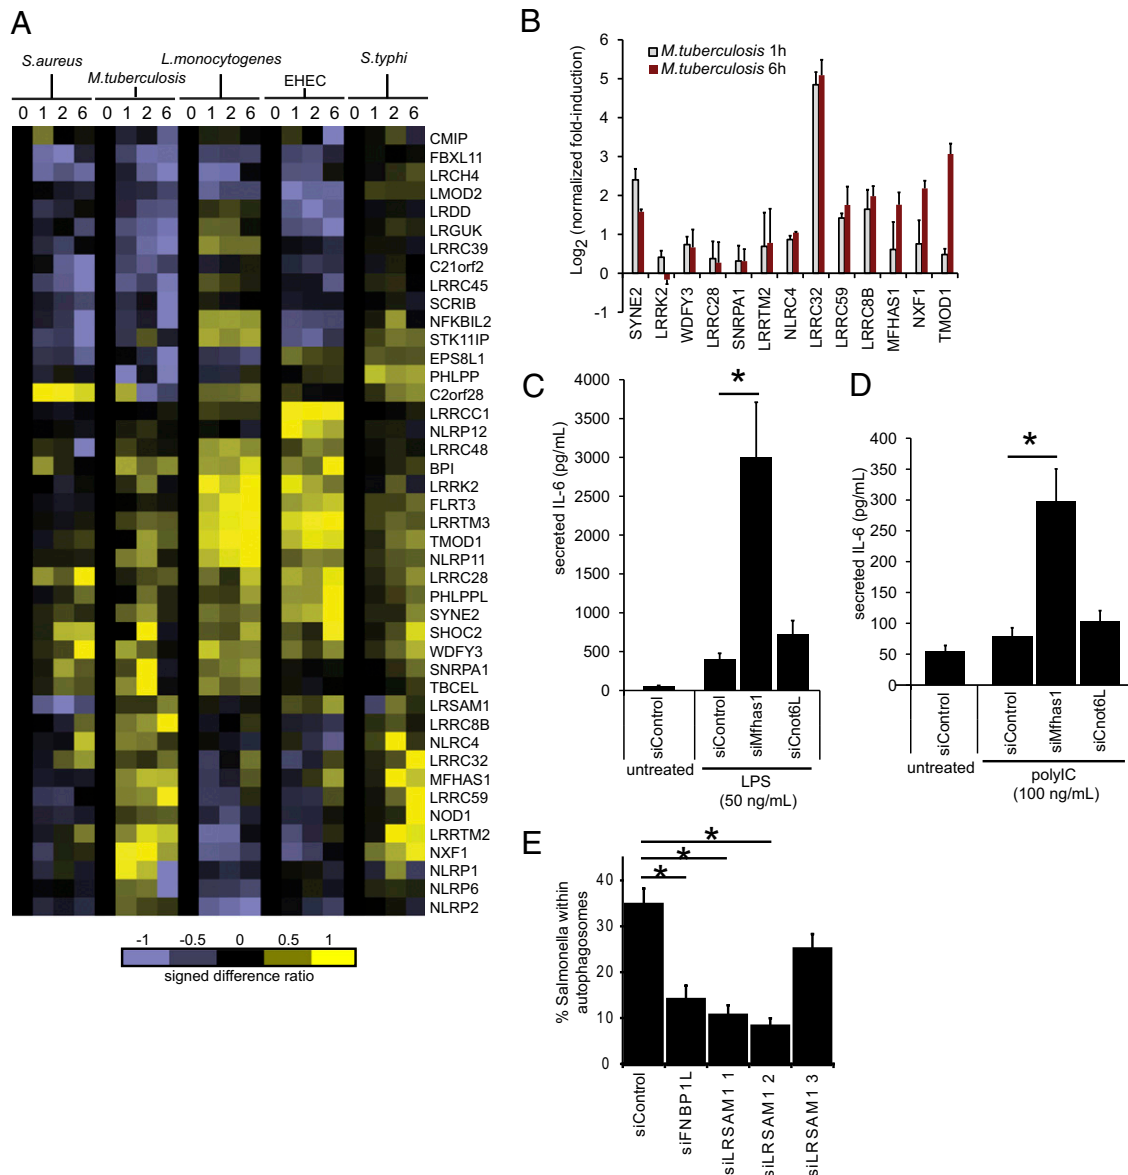 A
S.aureus
M.tuberculosis
L.monocytogenes
EHEC
S.typhi
0 1 2 6 0 1 2 6 0 1 2 6 0 1 2 6 0 1 2 6
CMIP
FBXL11
LRCH4
LMOD2
LRDD
LRGUK
LRRC39
C21orf2
LRRC45
SCRIB
NFKBIL2
STK11IP
EPS8L1
PHLPP
C2orf28
LRRCC1
NLRP12
LRRC48
BPI
LRRK2
FLRT3
LRRTM3
TMOD1
NLRP11
LRRC28
PHLPPL
SYNE2
SHOC2
WDFY3
SNRPA1
TBCEL
LRSAM1
LRRC8B
NLRC4
LRRC32
MFHAS1
LRRC59
NOD1
LRRTM2
NXF1
NLRP1
NLRP6
NLRP2
-1 -0.5 0 0.5 1
signed difference ratio
B
Log2 (normalized fold-induction)
6
5
4
3
2
1
0
-1
M.tuberculosis 1h
M.tuberculosis 6h
SYNE2
LRRK2
WDFY3
LRRC28
SNRPA1
LRRTM2
NLRC4
LRRC32
LRRC59
LRRC8B
MFHAS1
NXF1
TMOD1
C
secreted IL-6 (pg/mL)
4000
3500
3000
2500
2000
1500
1000
500
0
*
siControl
siControl
siMfhas1
siCnot6L
untreated
LPS
(50 ng/mL)
D
secreted IL-6 (pg/mL)
400
350
300
250
200
150
100
50
0
*
siControl
siControl
siMfhas1
siCnot6L
untreated
polyIC
(100 ng/mL)
E
% Salmonella within
autophagosomes
40
30
20
10
0
*
*
*
siControl
siFNBP1L
siLRSAM1 1
siLRSAM1 2
siLRSAM1 3